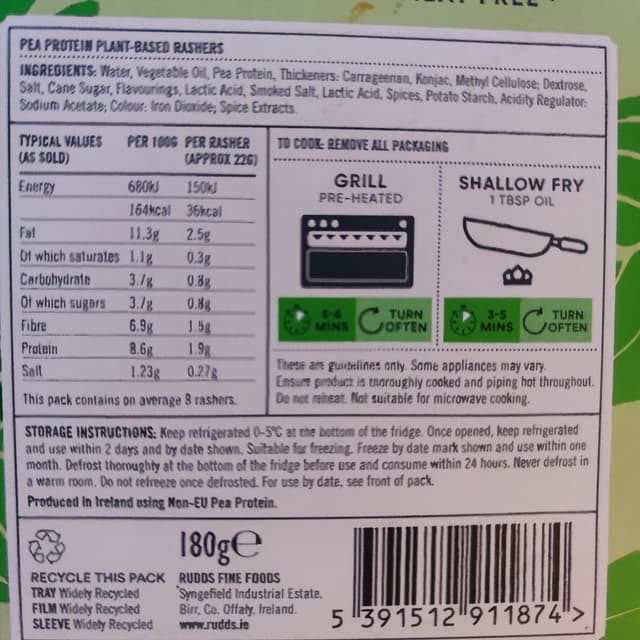 PEA PROTEIN PLANT-BASED RASHERS
INGREDIENTS: Water, Vegetable Oil, Pea Protein, Thickeners: Carrageenan, Konjac, Methyl Cellulose; Dextrose,
Salt, Cane Sugar, Flavourings, Lactic Acid, Smoked Salt, Lactic Acid, Spices, Potato Starch, Acidity Regulator:
Sodium Acetate; Colour: Iron Dioxide; Spice Extracts.
TYPICAL VALUES PER 100G PER RASHER
(AS SOLD) (APPROX 22G)
Energy 680kJ 150kJ
164kcal 36kcal
Fat 11.3g 2.5g
Of which saturates 1.1g 0.3g
Carbohydrate 3.7g 0.8g
Of which sugars 3.7g 0.8g
Fibre 6.9g 1.5g
Protein 8.6g 1.9g
Salt 1.23g 0.27g
This pack contains on average 8 rashers.
TO COOK: REMOVE ALL PACKAGING
GRILL
PRE-HEATED
MINS
TURN
OFTEN
SHALLOW FRY
1 TBSP OIL
3-5
MINS
TURN
OFTEN
These are guidelines only. Some appliances may vary.
Ensure product is thoroughly cooked and piping hot throughout.
Do not reheat. Not suitable for microwave cooking.
STORAGE INSTRUCTIONS: Keep refrigerated 0-5°C at the bottom of the fridge. Once opened, keep refrigerated
and use within 2 days and by date shown. Suitable for freezing. Freeze by date mark shown and use within one
month. Defrost thoroughly at the bottom of the fridge before use and consume within 24 hours. Never defrost in
a warm room. Do not refreeze once defrosted. For use by date, see front of pack.
Produced in Ireland using Non-EU Pea Protein.
180g℮
RECYCLE THIS PACK
TRAY Widely Recycled
FILM Widely Recycled
SLEEVE Widely Recycled
RUDDS FINE FOODS
Syngefield Industrial Estate.
Birr, Co. Offaly, Ireland.
www.rudds.ie
5 391512 911874 >